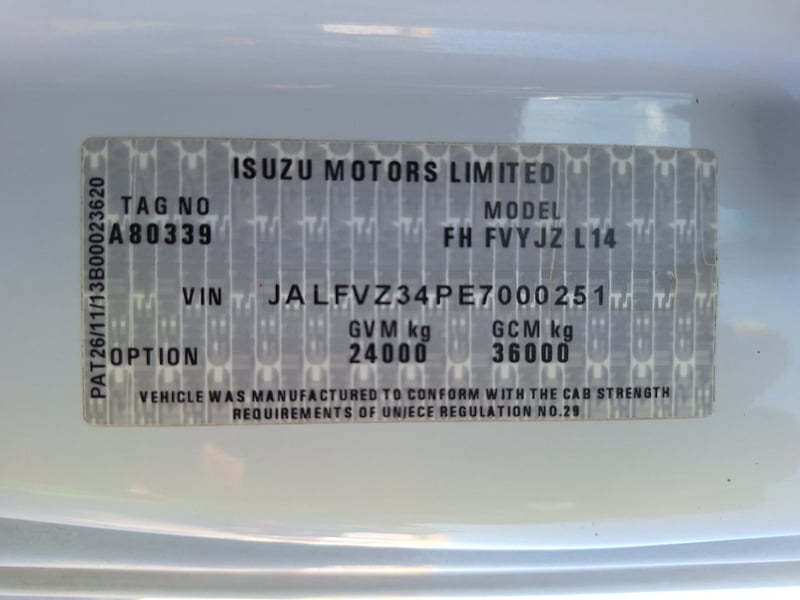 ISUZU MOTORS LIMITED
TAG NO
MODEL
A80339
FH FVYJZ L14
VIN JALFVZ34PE7000251
GVM kg
GCM kg
OPTION
24000
36000
VEHICLE WAS MANUFACTURED TO CONFORM WITH THE CAB STRENGTH
REQUIREMENTS OF UN/ECE REGULATION NO.29
PAT26/11/13B00023620